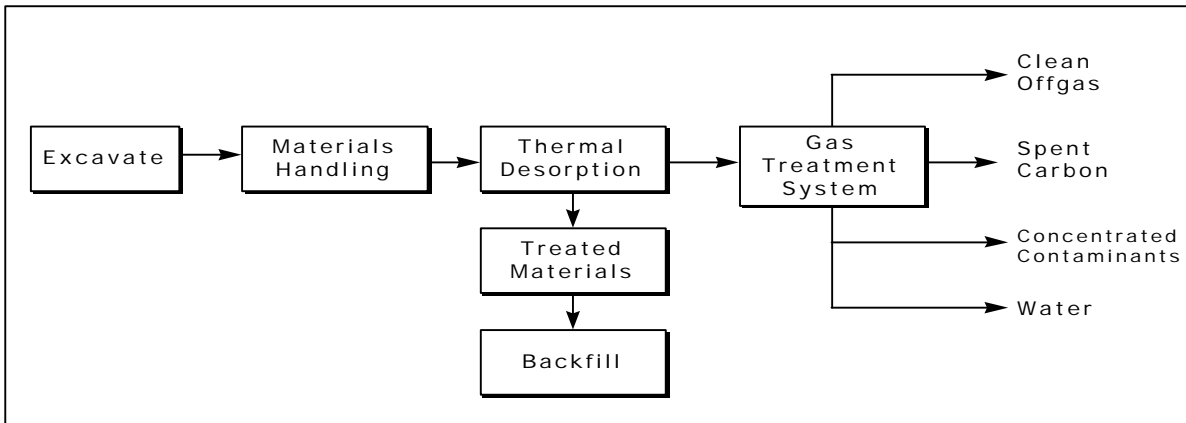 Excavate
Materials
Handling
Thermal
Desorption
Gas
Treatment
System
Clean
Offgas
Spent
Carbon
Concentrated
Contaminants
Water
Treated
Materials
Backfill